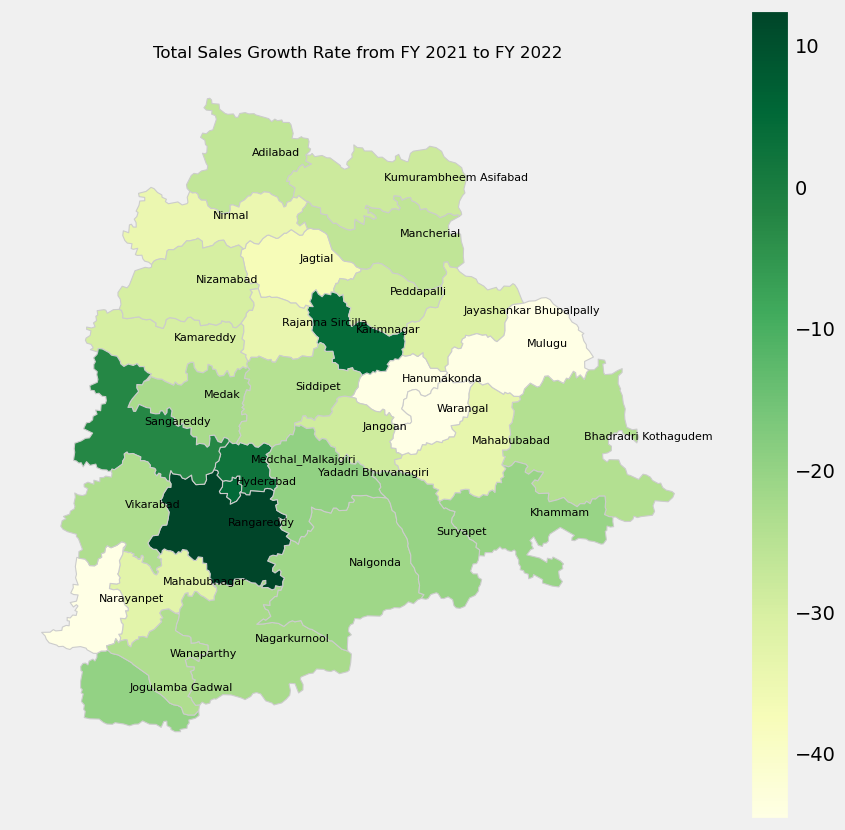 Total Sales Growth Rate from FY 2021 to FY 2022
10
0
−10
−20
−30
−40
Adilabad
Kumurambheem Asifabad
Nirmal
Mancherial
Jagtial
Nizamabad
Peddapalli
Jayashankar Bhupalpally
Rajanna Sircilla
Karimnagar
Kamareddy
Mulugu
Hanumakonda
Siddipet
Medak
Warangal
Sangareddy
Jangoan
Mahabubabad
Bhadradri Kothagudem
Medchal_Malkajgiri
Yadadri Bhuvanagiri
Hyderabad
Vikarabad
Khammam
Rangareddy
Suryapet
Nalgonda
Mahabubnagar
Narayanpet
Nagarkurnool
Wanaparthy
Jogulamba Gadwal